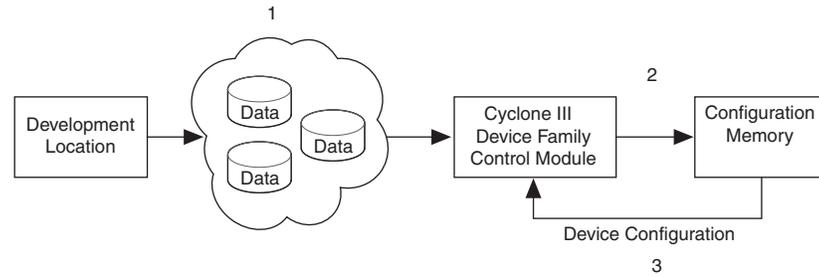 1
Development
Location
Data
Data
Data
Cyclone III
Device Family
Control Module
2
Configuration
Memory
Device Configuration
3